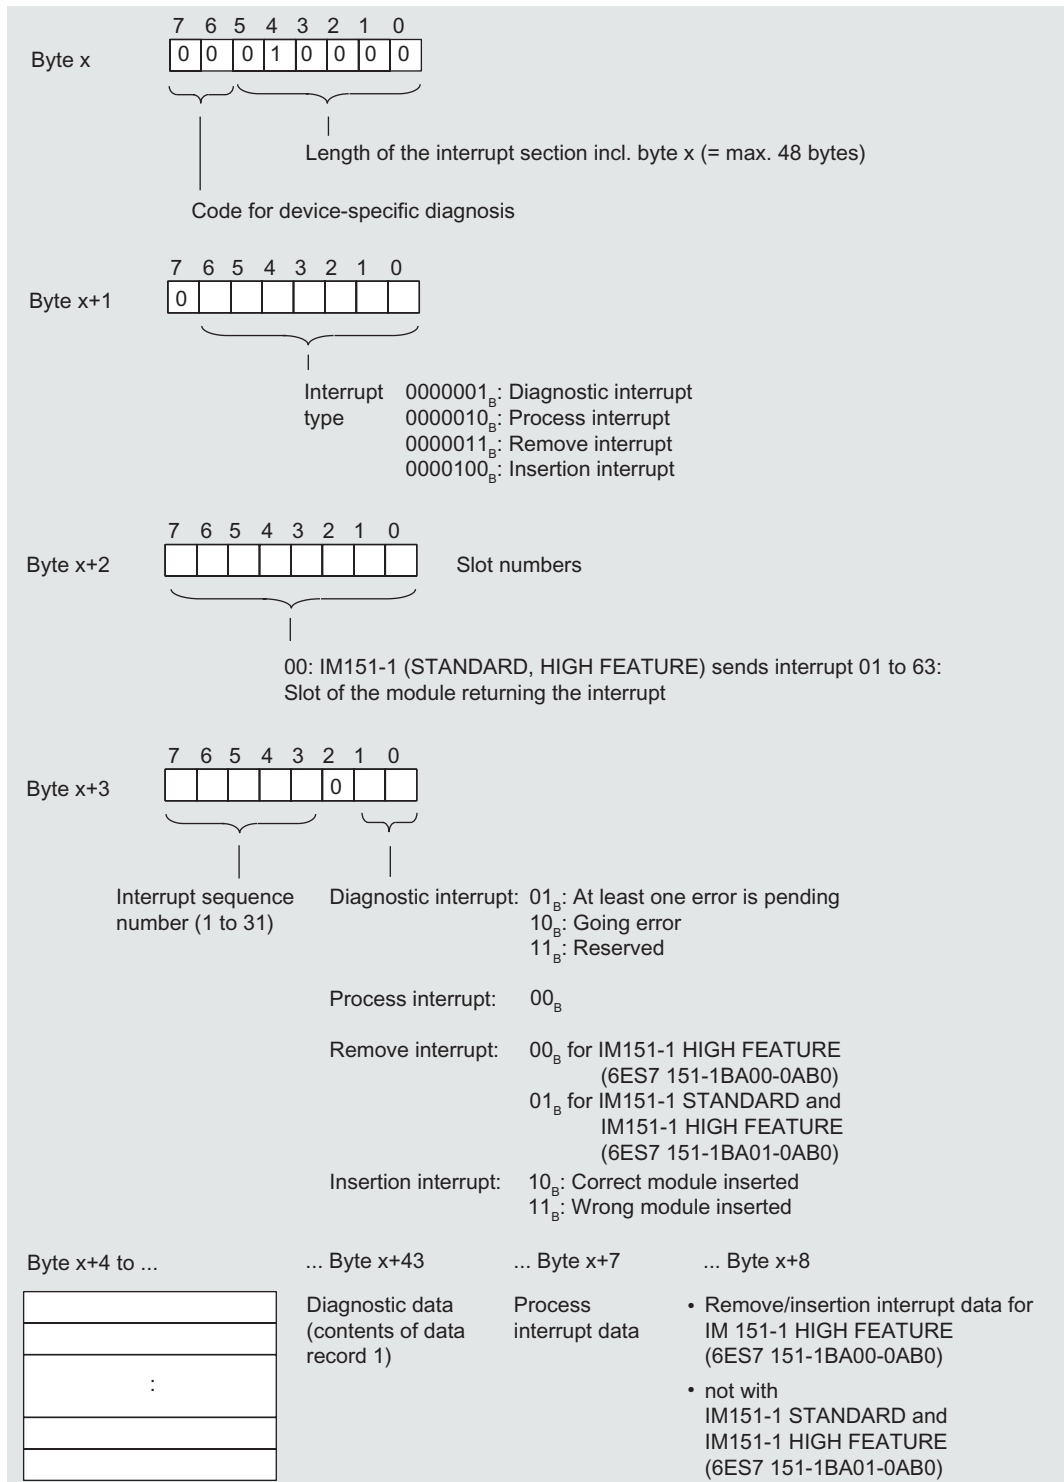 7 6 5 4 3 2 1 0
Byte x 0 0 0 1 0 0 0 0
Length of the interrupt section incl. byte x (= max. 48 bytes)
Code for device-specific diagnosis
7 6 5 4 3 2 1 0
Byte x+1 0
Interrupt type
0000001B: Diagnostic interrupt
0000010B: Process interrupt
0000011B: Remove interrupt
0000100B: Insertion interrupt
7 6 5 4 3 2 1 0
Byte x+2 Slot numbers
00: IM151-1 (STANDARD, HIGH FEATURE) sends interrupt 01 to 63:
Slot of the module returning the interrupt
7 6 5 4 3 2 1 0
Byte x+3 0
Interrupt sequence
number (1 to 31)
Diagnostic interrupt: 01B: At least one error is pending
10B: Going error
11B: Reserved
Process interrupt: 00B
Remove interrupt: 00B for IM151-1 HIGH FEATURE
(6ES7 151-1BA00-0AB0)
01B for IM151-1 STANDARD and
IM151-1 HIGH FEATURE
(6ES7 151-1BA01-0AB0)
Insertion interrupt: 10B: Correct module inserted
11B: Wrong module inserted
Byte x+4 to ... ... Byte x+43 ... Byte x+7 ... Byte x+8
:
Diagnostic data
(contents of data
record 1)
Process
interrupt data
• Remove/insertion interrupt data for
IM 151-1 HIGH FEATURE
(6ES7 151-1BA00-0AB0)
• not with
IM151-1 STANDARD and
IM151-1 HIGH FEATURE
(6ES7 151-1BA01-0AB0)